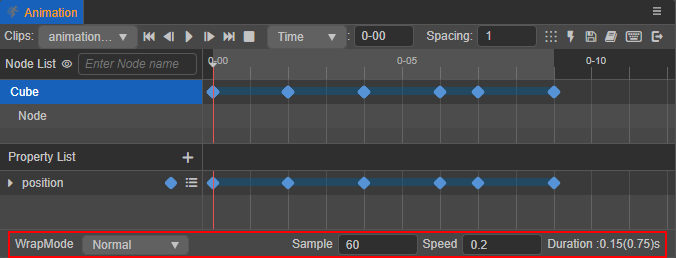 Animation
Clips: animation... Time : 0-00 Spacing: 1
Node List Enter Node name 0-00 0-05 0-10
Cube
Node
Property List +
position
WrapMode Normal Sample 60 Speed 0.2 Duration :0.15(0.75)s